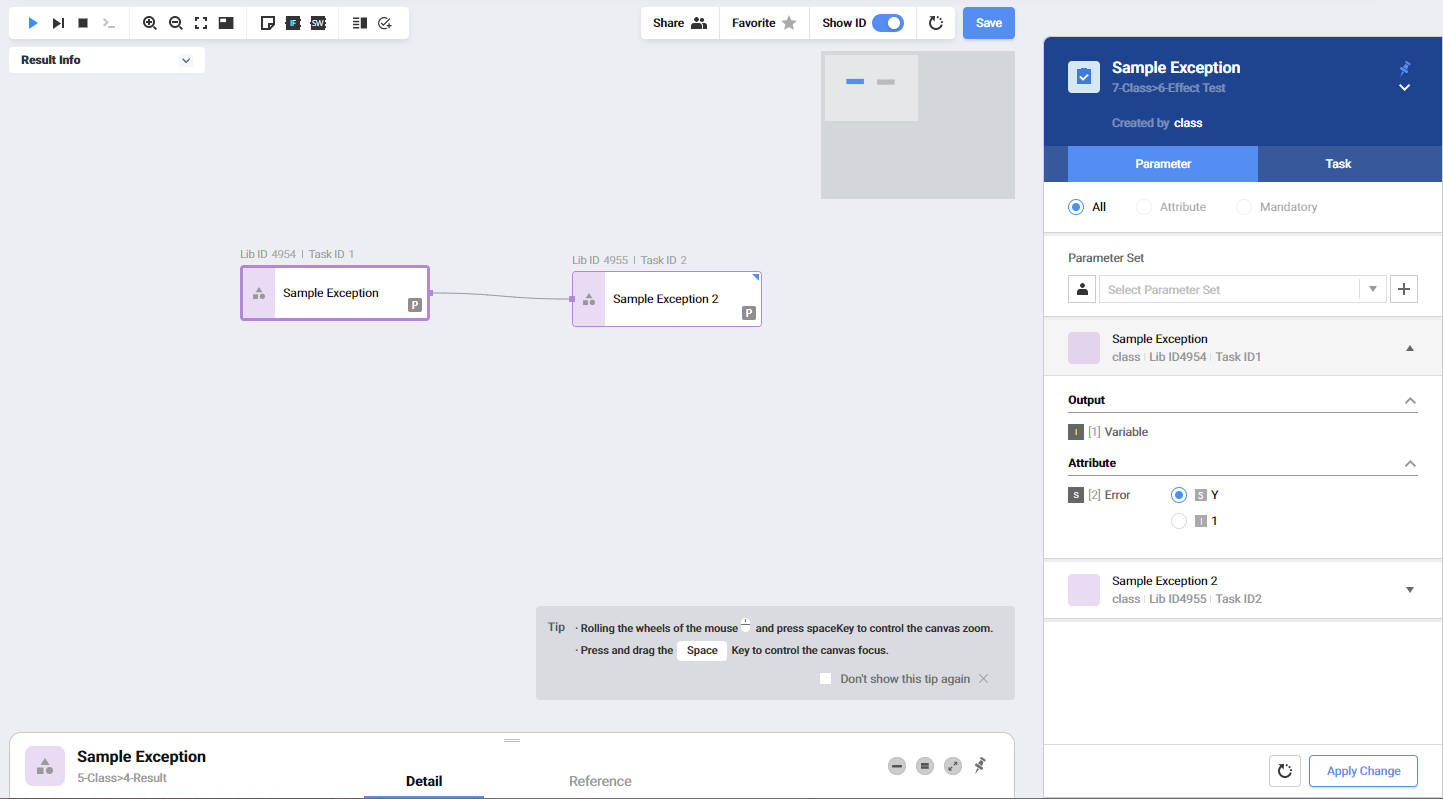 IF
SW
Share
Favorite
Show ID
Save
Result Info
Lib ID 4954 | Task ID 1
Sample Exception
P
Lib ID 4955 | Task ID 2
Sample Exception 2
P
Tip
· Rolling the wheels of the mouse and press spaceKey to control the canvas zoom.
· Press and drag the Space Key to control the canvas focus.
Don't show this tip again
Sample Exception
5-Class>4-Result
Detail
Reference
Sample Exception
7-Class>6-Effect Test
Created by class
Parameter
Task
All
Attribute
Mandatory
Parameter Set
Select Parameter Set
Sample Exception
class | Lib ID4954 | Task ID1
Output
I [1] Variable
Attribute
S [2] Error
S Y
I 1
Sample Exception 2
class | Lib ID4955 | Task ID2
Apply Change